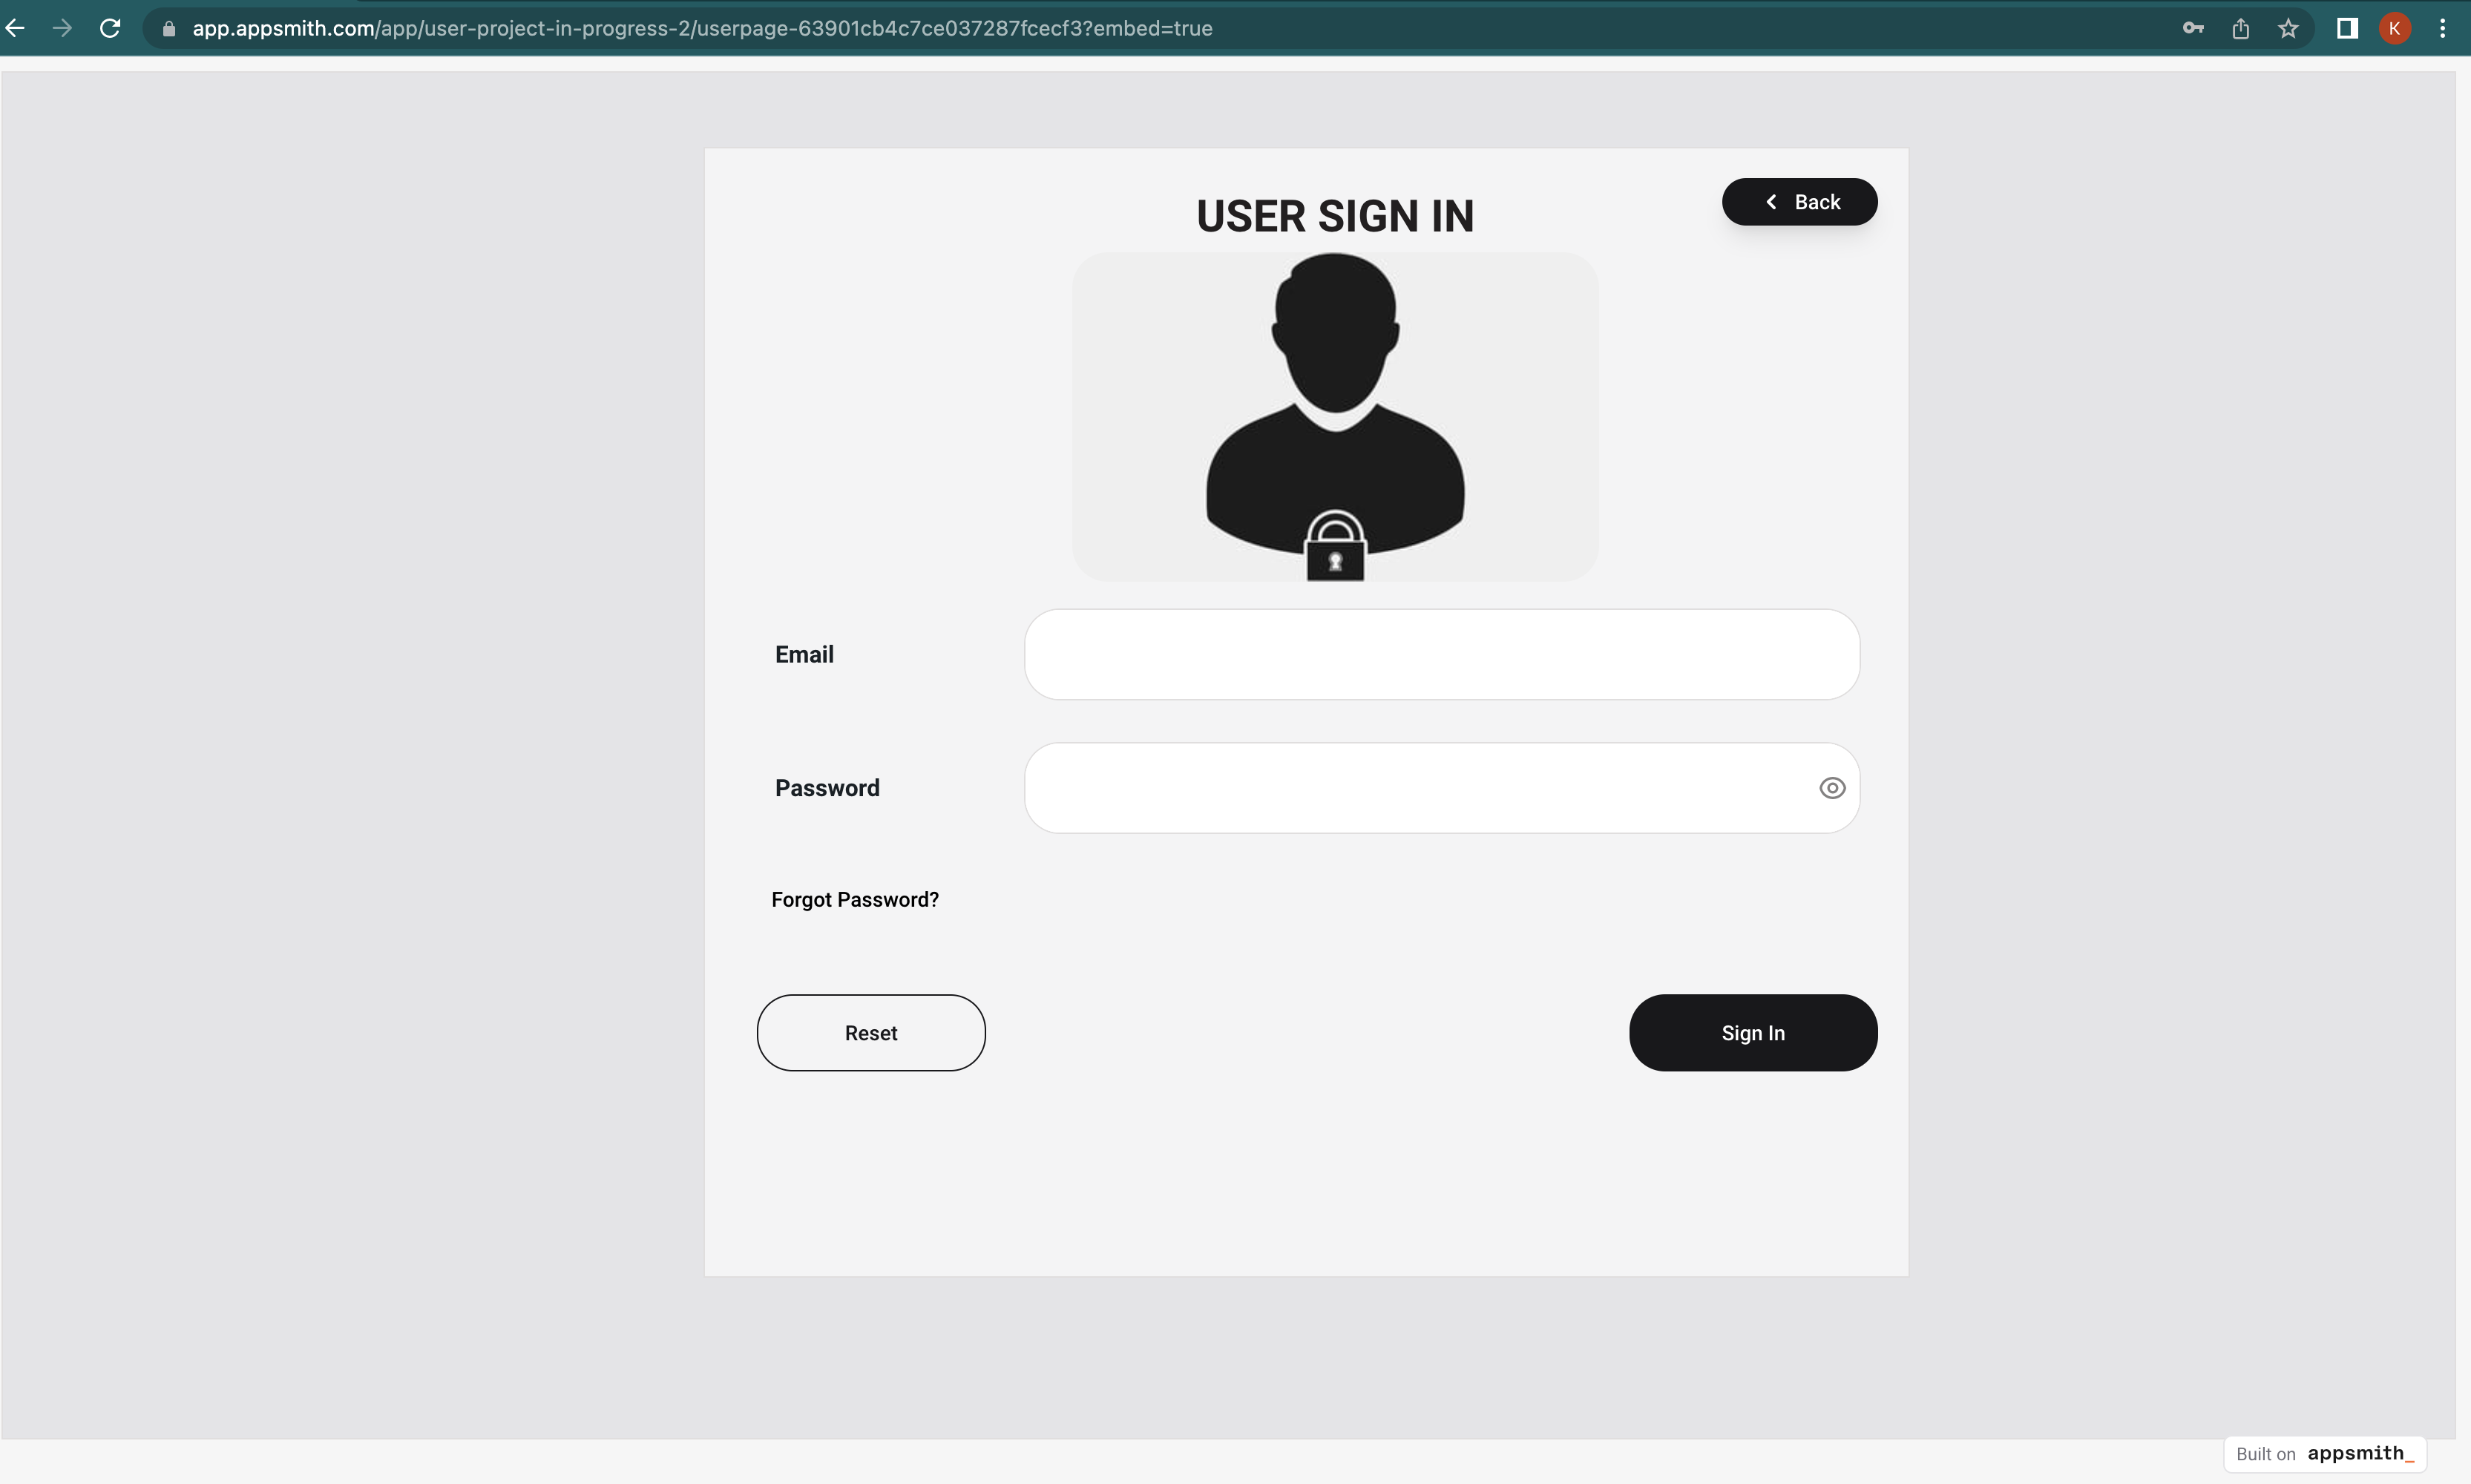 app.appsmith.com/app/user-project-in-progress-2/userpage-63901cb4c7ce037287fcecf3?embed=true
K
Back
USER SIGN IN
Email
Password
Forgot Password?
Reset
Sign In
Built on appsmith_